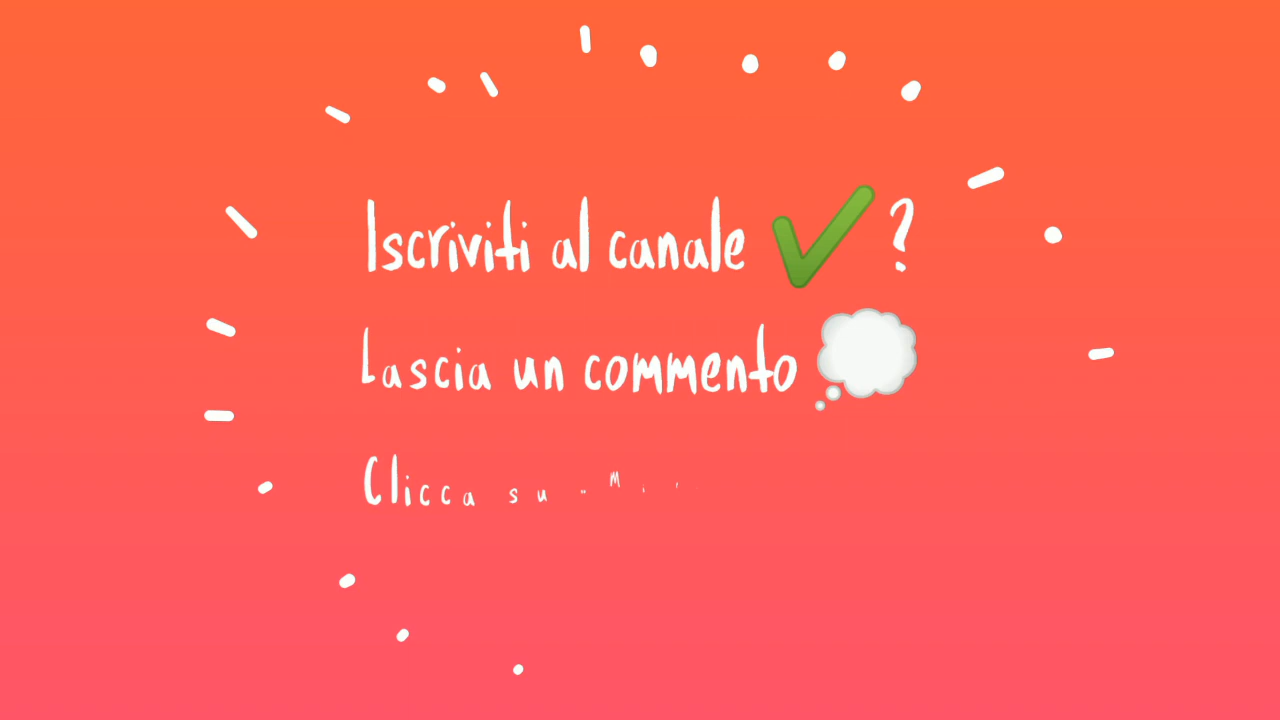 Iscriviti al canale ✔?
Lascia un commento 💭
Clicca su